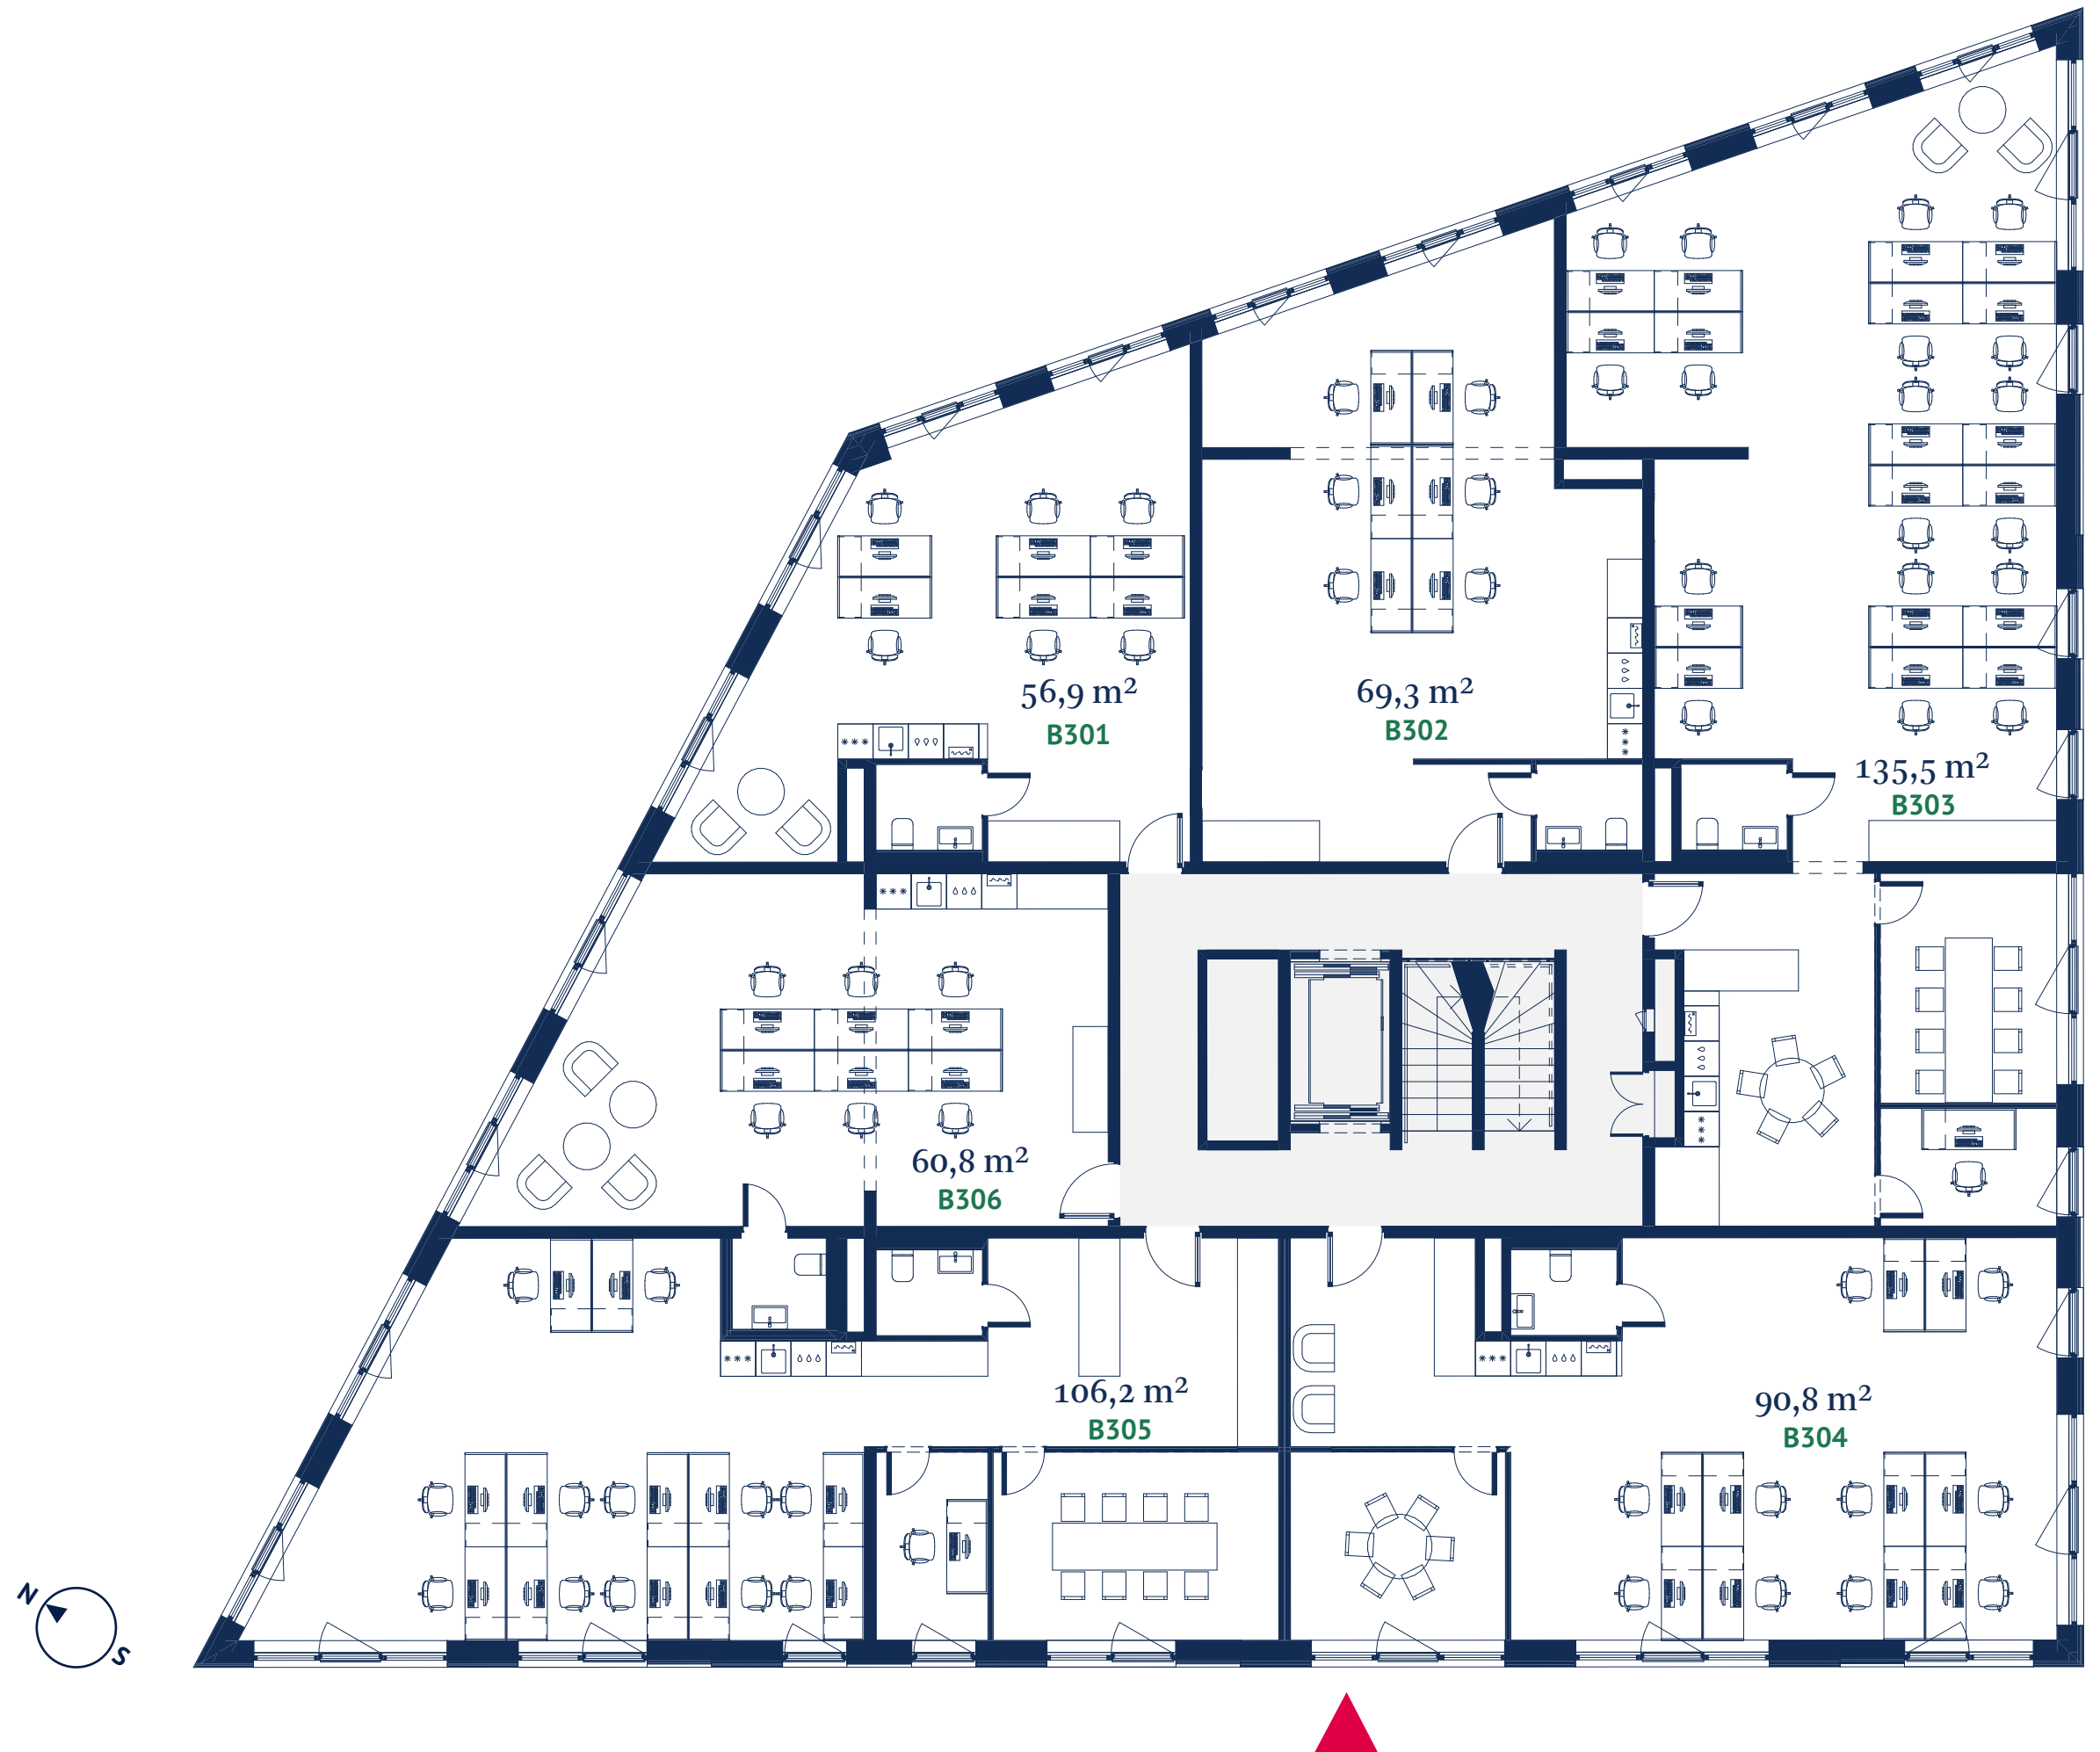 56,9 m²
B301
69,3 m²
B302
135,5 m²
B303
60,8 m²
B306
106,2 m²
B305
90,8 m²
B304
N
S